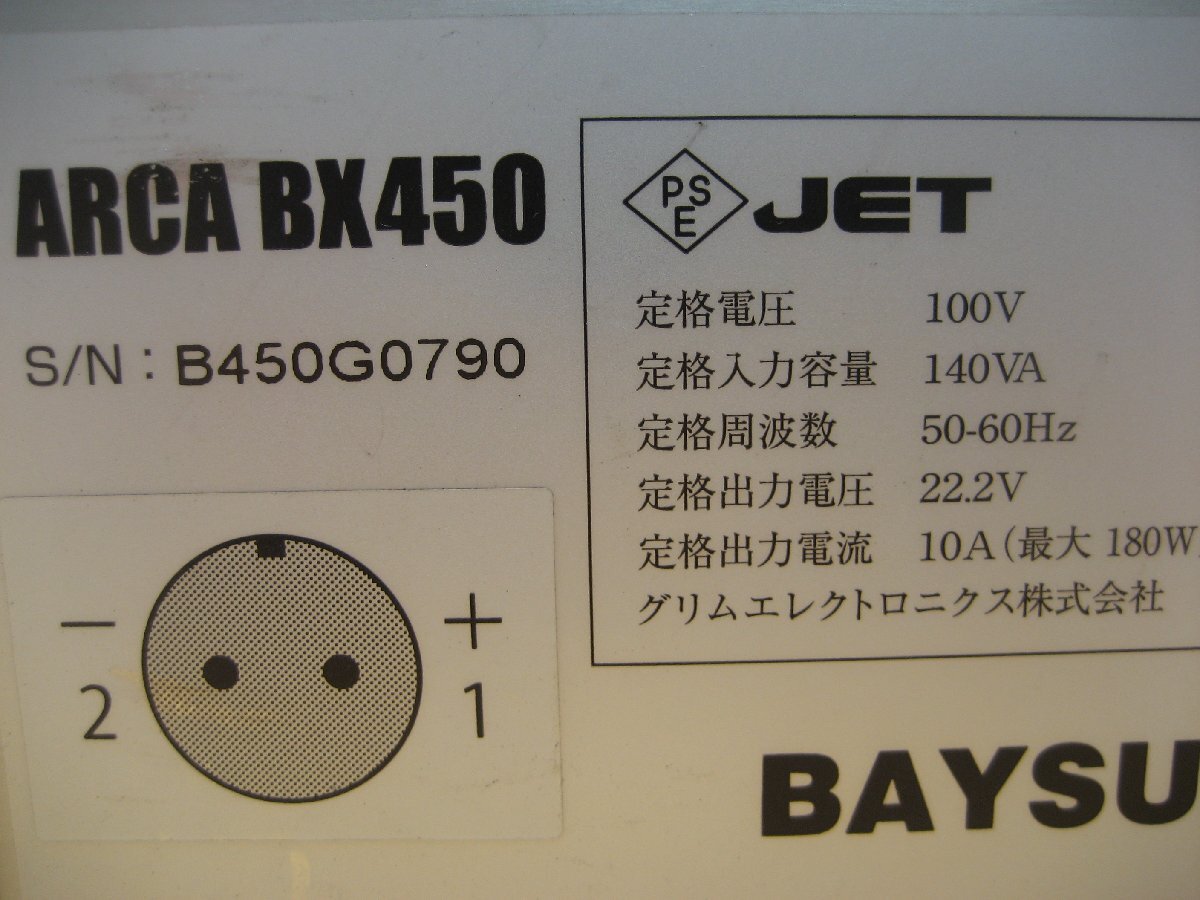 ARCA BX450
S/N : B450G0790
− +
2 1
PS
E
JET
定格電圧 100V
定格入力容量 140VA
定格周波数 50-60Hz
定格出力電圧 22.2V
定格出力電流 10A(最大 180W
グリムエレクトロニクス株式会社
BAYSU